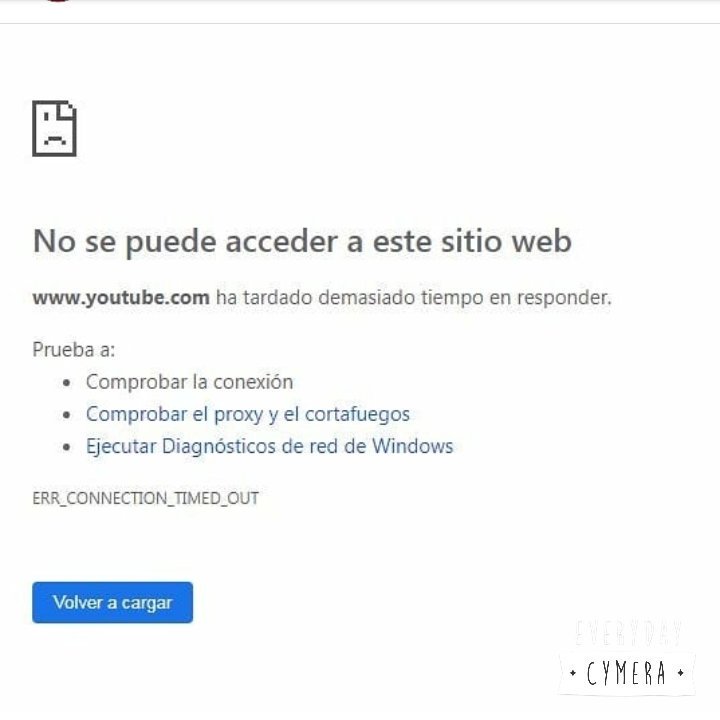 No se puede acceder a este sitio web
www.youtube.com ha tardado demasiado tiempo en responder.
Prueba a:
• Comprobar la conexión
• Comprobar el proxy y el cortafuegos
• Ejecutar Diagnósticos de red de Windows
ERR_CONNECTION_TIMED_OUT
Volver a cargar
EVERYDAY
• CYMERA •